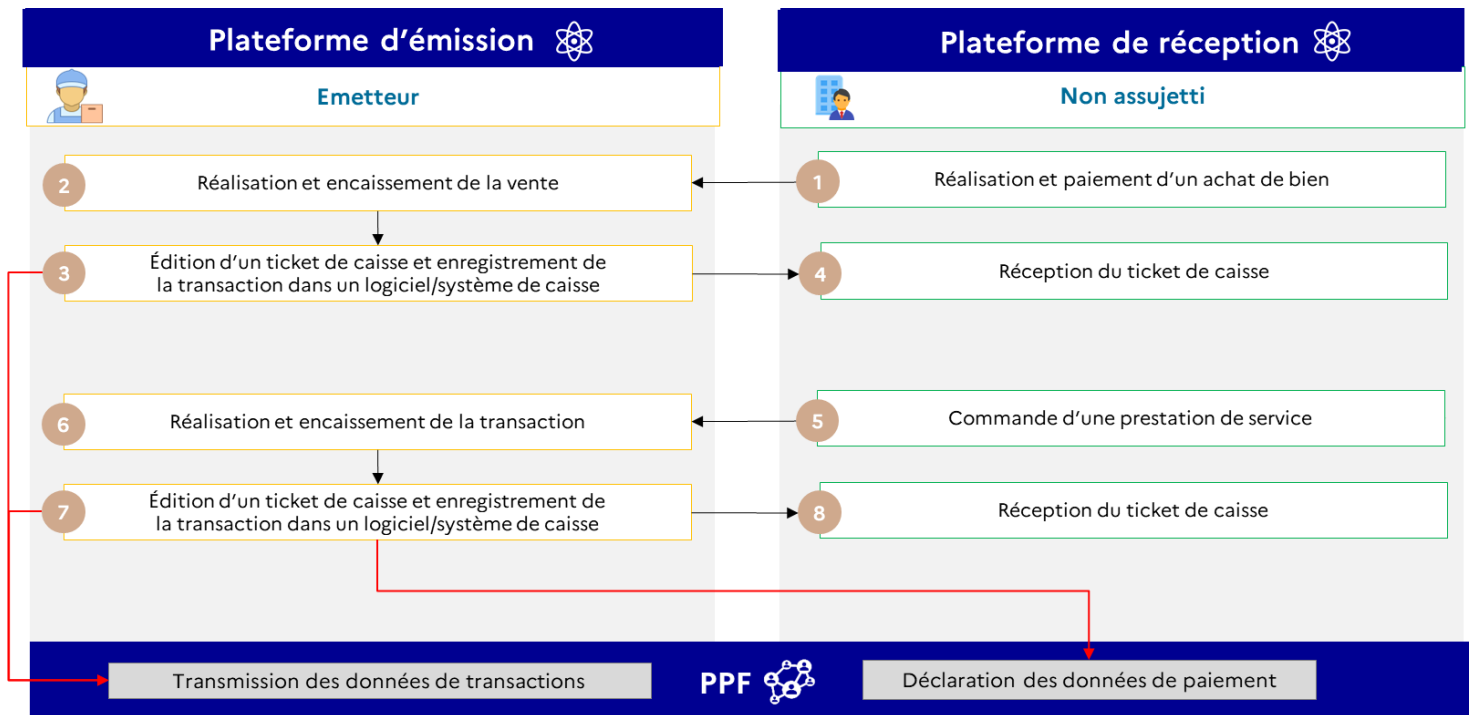 Plateforme d’émission
Plateforme de réception
Emetteur
Non assujetti
2
Réalisation et encaissement de la vente
1
Réalisation et paiement d’un achat de bien
3
Édition d’un ticket de caisse et enregistrement de
la transaction dans un logiciel/système de caisse
4
Réception du ticket de caisse
6
Réalisation et encaissement de la transaction
5
Commande d’une prestation de service
7
Édition d’un ticket de caisse et enregistrement de
la transaction dans un logiciel/système de caisse
8
Réception du ticket de caisse
Transmission des données de transactions
PPF
Déclaration des données de paiement